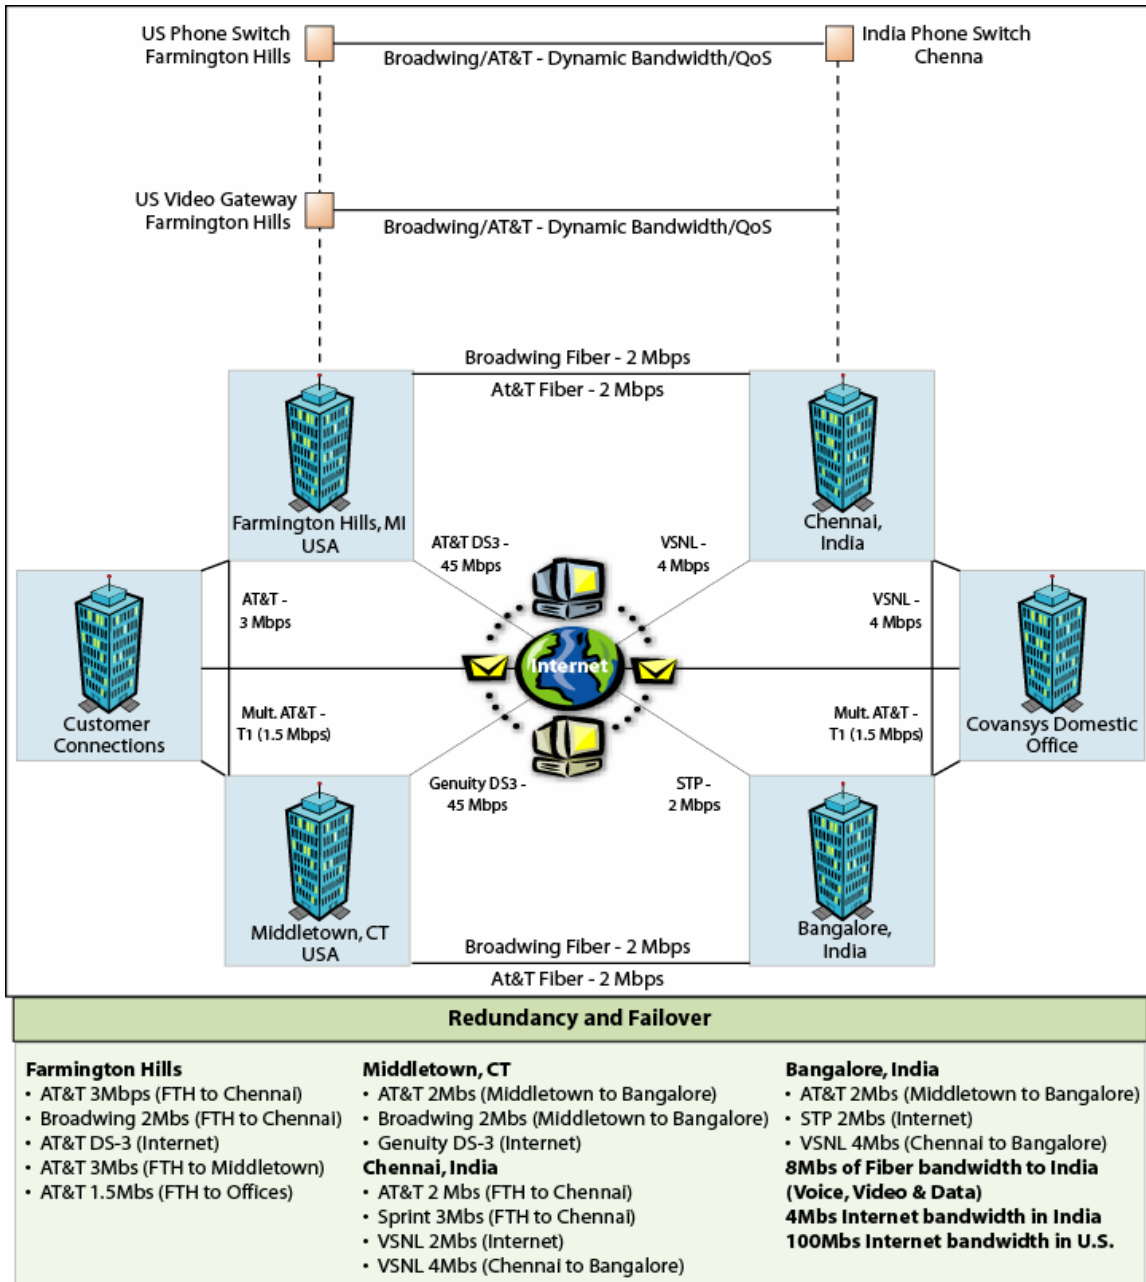 US Phone Switch
Farmington Hills
Broadwing/AT&T - Dynamic Bandwidth/QoS
India Phone Switch
Chenna
US Video Gateway
Farmington Hills
Broadwing/AT&T - Dynamic Bandwidth/QoS
Broadwing Fiber - 2 Mbps
At&T Fiber - 2 Mbps
Farmington Hills, MI
USA
Chennai,
India
AT&T DS3 -
45 Mbps
VSNL -
4 Mbps
AT&T -
3 Mbps
VSNL -
4 Mbps
Internet
Customer
Connections
Mult. AT&T -
T1 (1.5 Mbps)
Mult. AT&T -
T1 (1.5 Mbps)
Covansys Domestic
Office
Genuity DS3 -
45 Mbps
STP -
2 Mbps
Middletown, CT
USA
Bangalore,
India
Broadwing Fiber - 2 Mbps
At&T Fiber - 2 Mbps
Redundancy and Failover
Farmington Hills
• AT&T 3Mbps (FTH to Chennai)
• Broadwing 2Mbs (FTH to Chennai)
• AT&T DS-3 (Internet)
• AT&T 3Mbs (FTH to Middletown)
• AT&T 1.5Mbs (FTH to Offices)
Middletown, CT
• AT&T 2Mbs (Middletown to Bangalore)
• Broadwing 2Mbs (Middletown to Bangalore)
• Genuity DS-3 (Internet)
Chennai, India
• AT&T 2 Mbs (FTH to Chennai)
• Sprint 3Mbs (FTH to Chennai)
• VSNL 2Mbs (Internet)
• VSNL 4Mbs (Chennai to Bangalore)
Bangalore, India
• AT&T 2Mbs (Middletown to Bangalore)
• STP 2Mbs (Internet)
• VSNL 4Mbs (Chennai to Bangalore)
8Mbs of Fiber bandwidth to India
(Voice, Video & Data)
4Mbs Internet bandwidth in India
100Mbs Internet bandwidth in U.S.